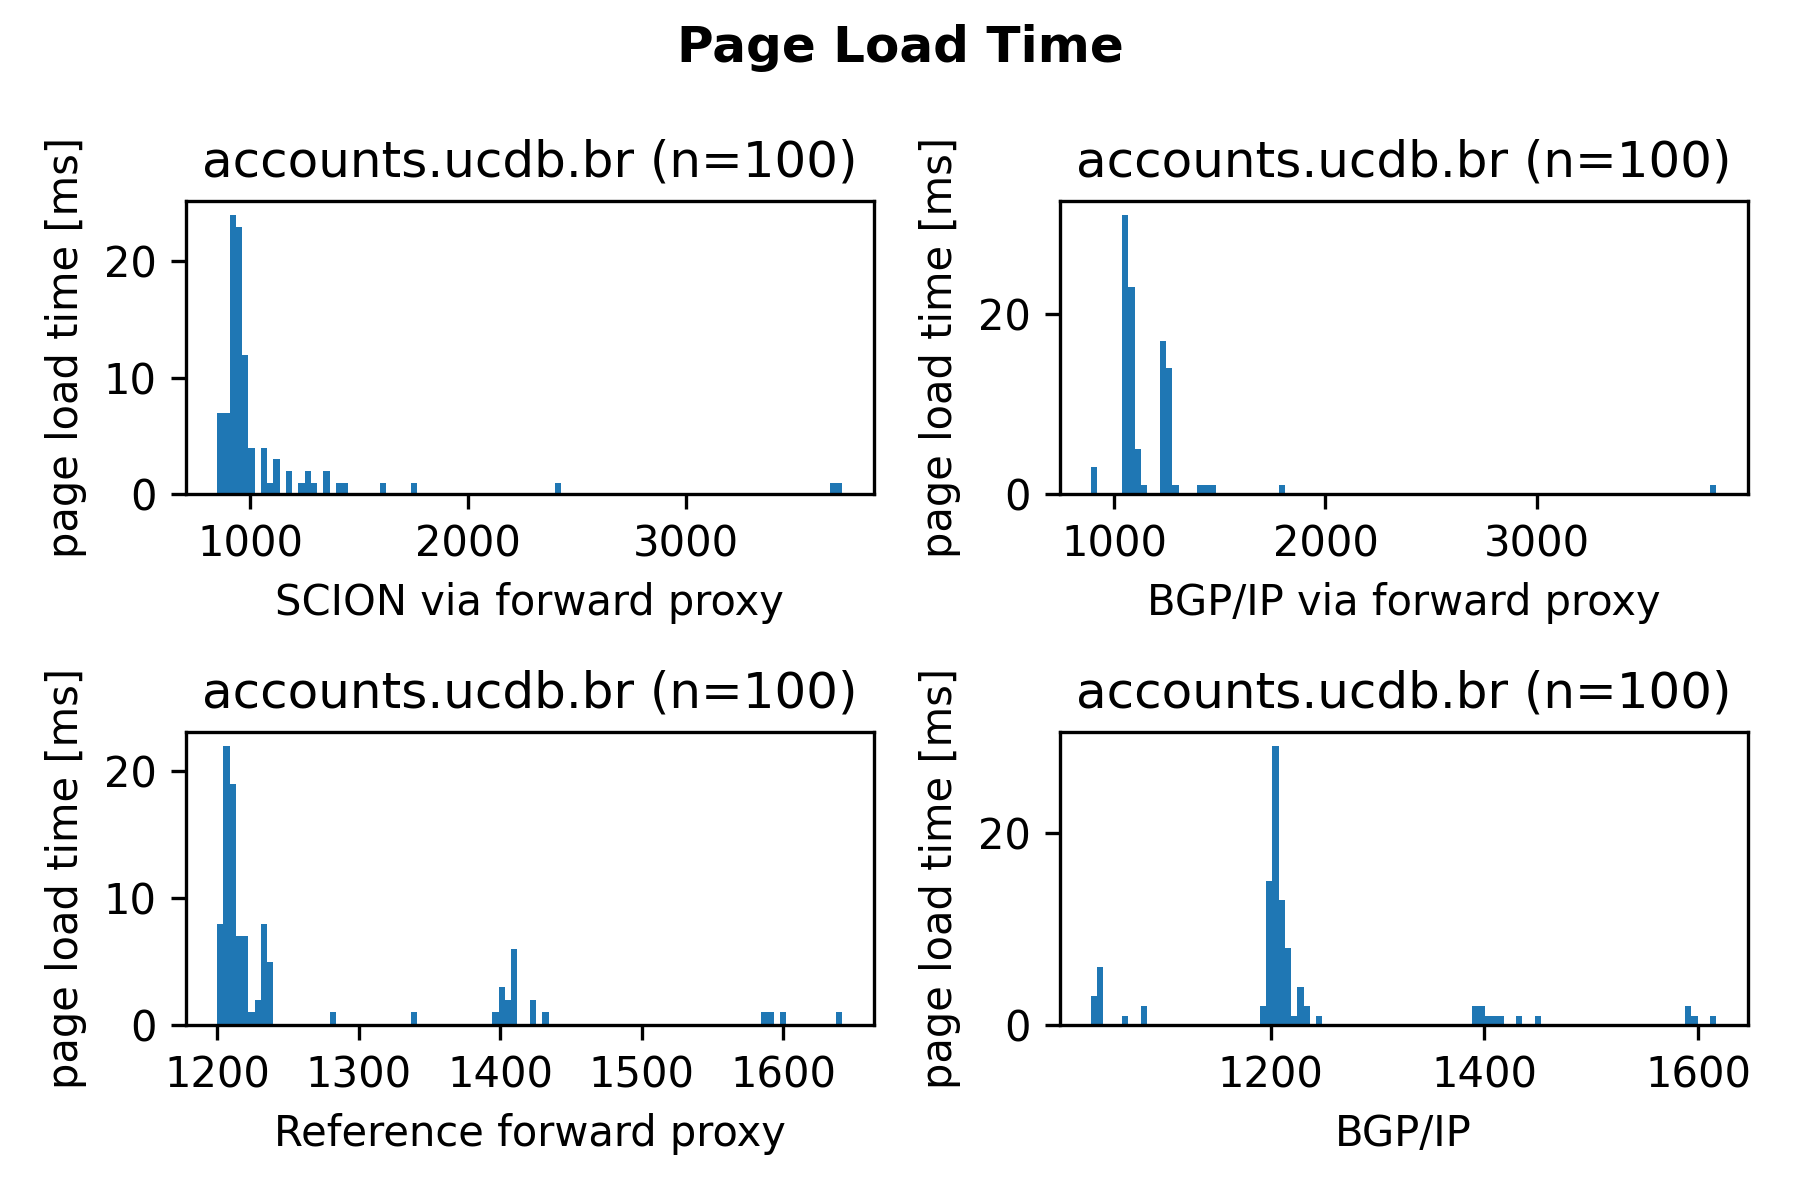 Page Load Time
accounts.ucdb.br (n=100)
page load time [ms]
20
10
0
1000 2000 3000
SCION via forward proxy
accounts.ucdb.br (n=100)
page load time [ms]
20
0
1000 2000 3000
BGP/IP via forward proxy
accounts.ucdb.br (n=100)
page load time [ms]
20
10
0
1200 1300 1400 1500 1600
Reference forward proxy
accounts.ucdb.br (n=100)
page load time [ms]
20
0
1200 1400 1600
BGP/IP